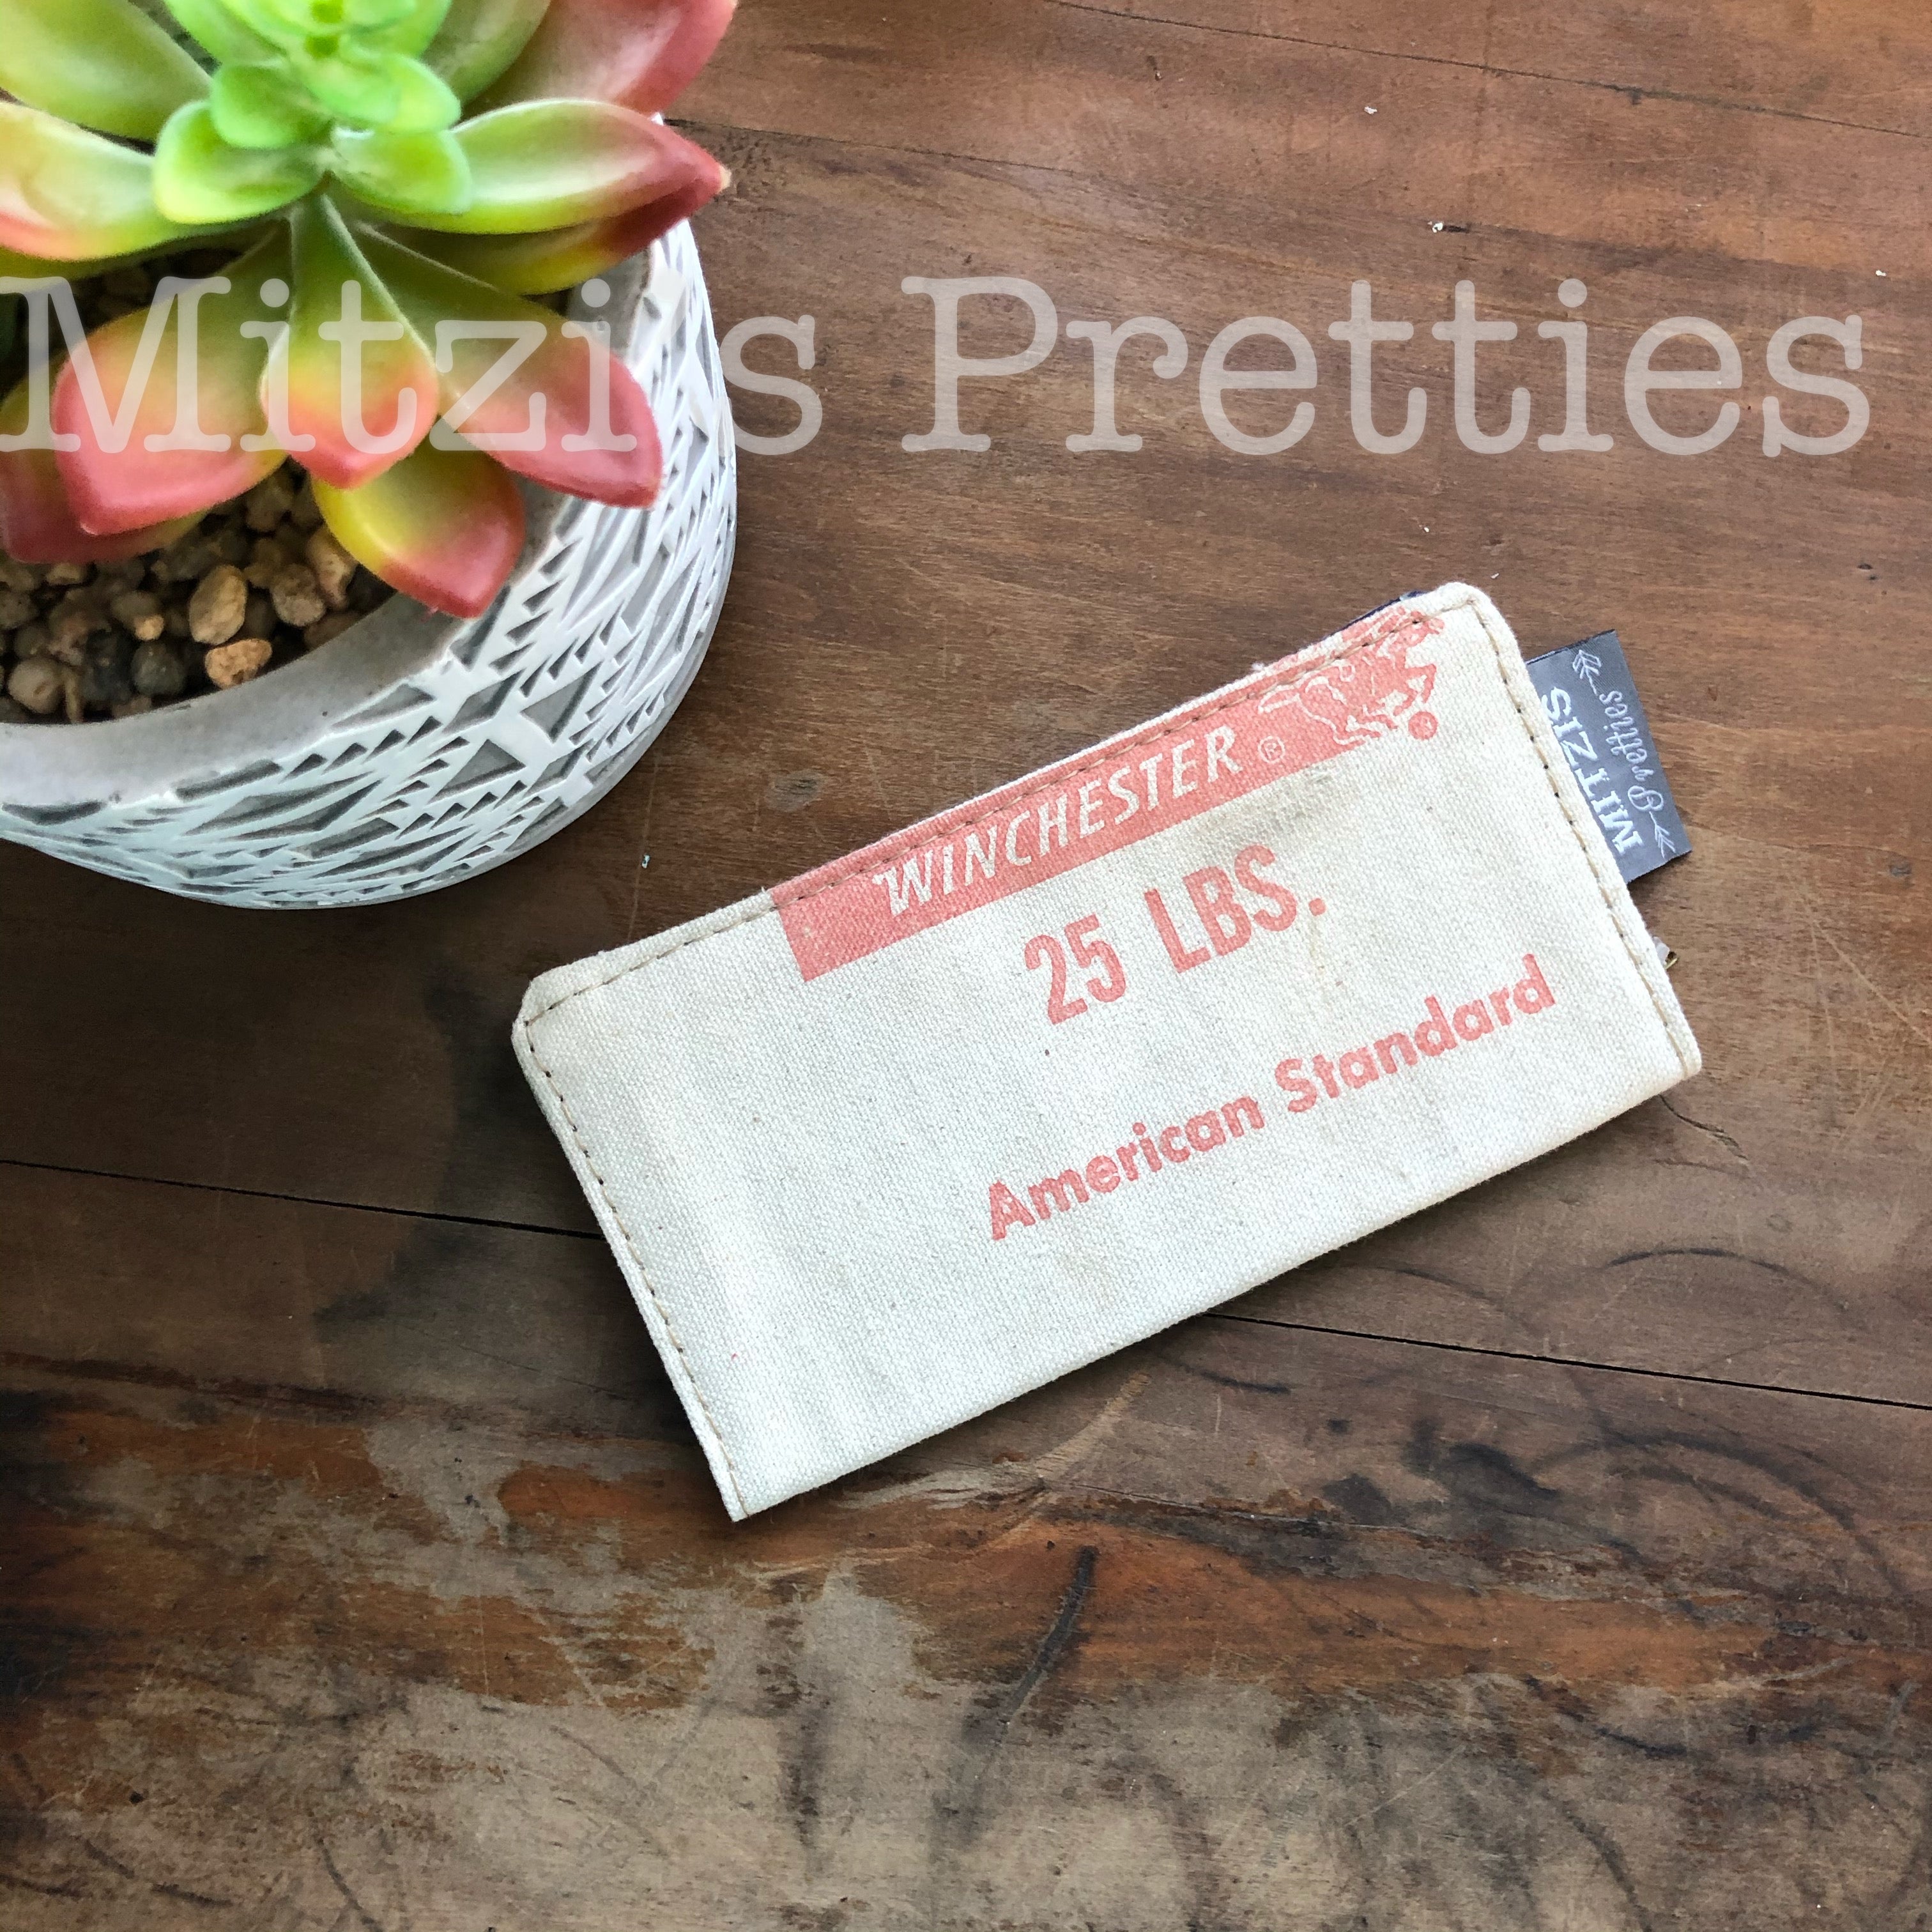 Mitzi's Pretties
WINCHESTER ®
25 LBS.
American Standard
MITZIS
Pretties